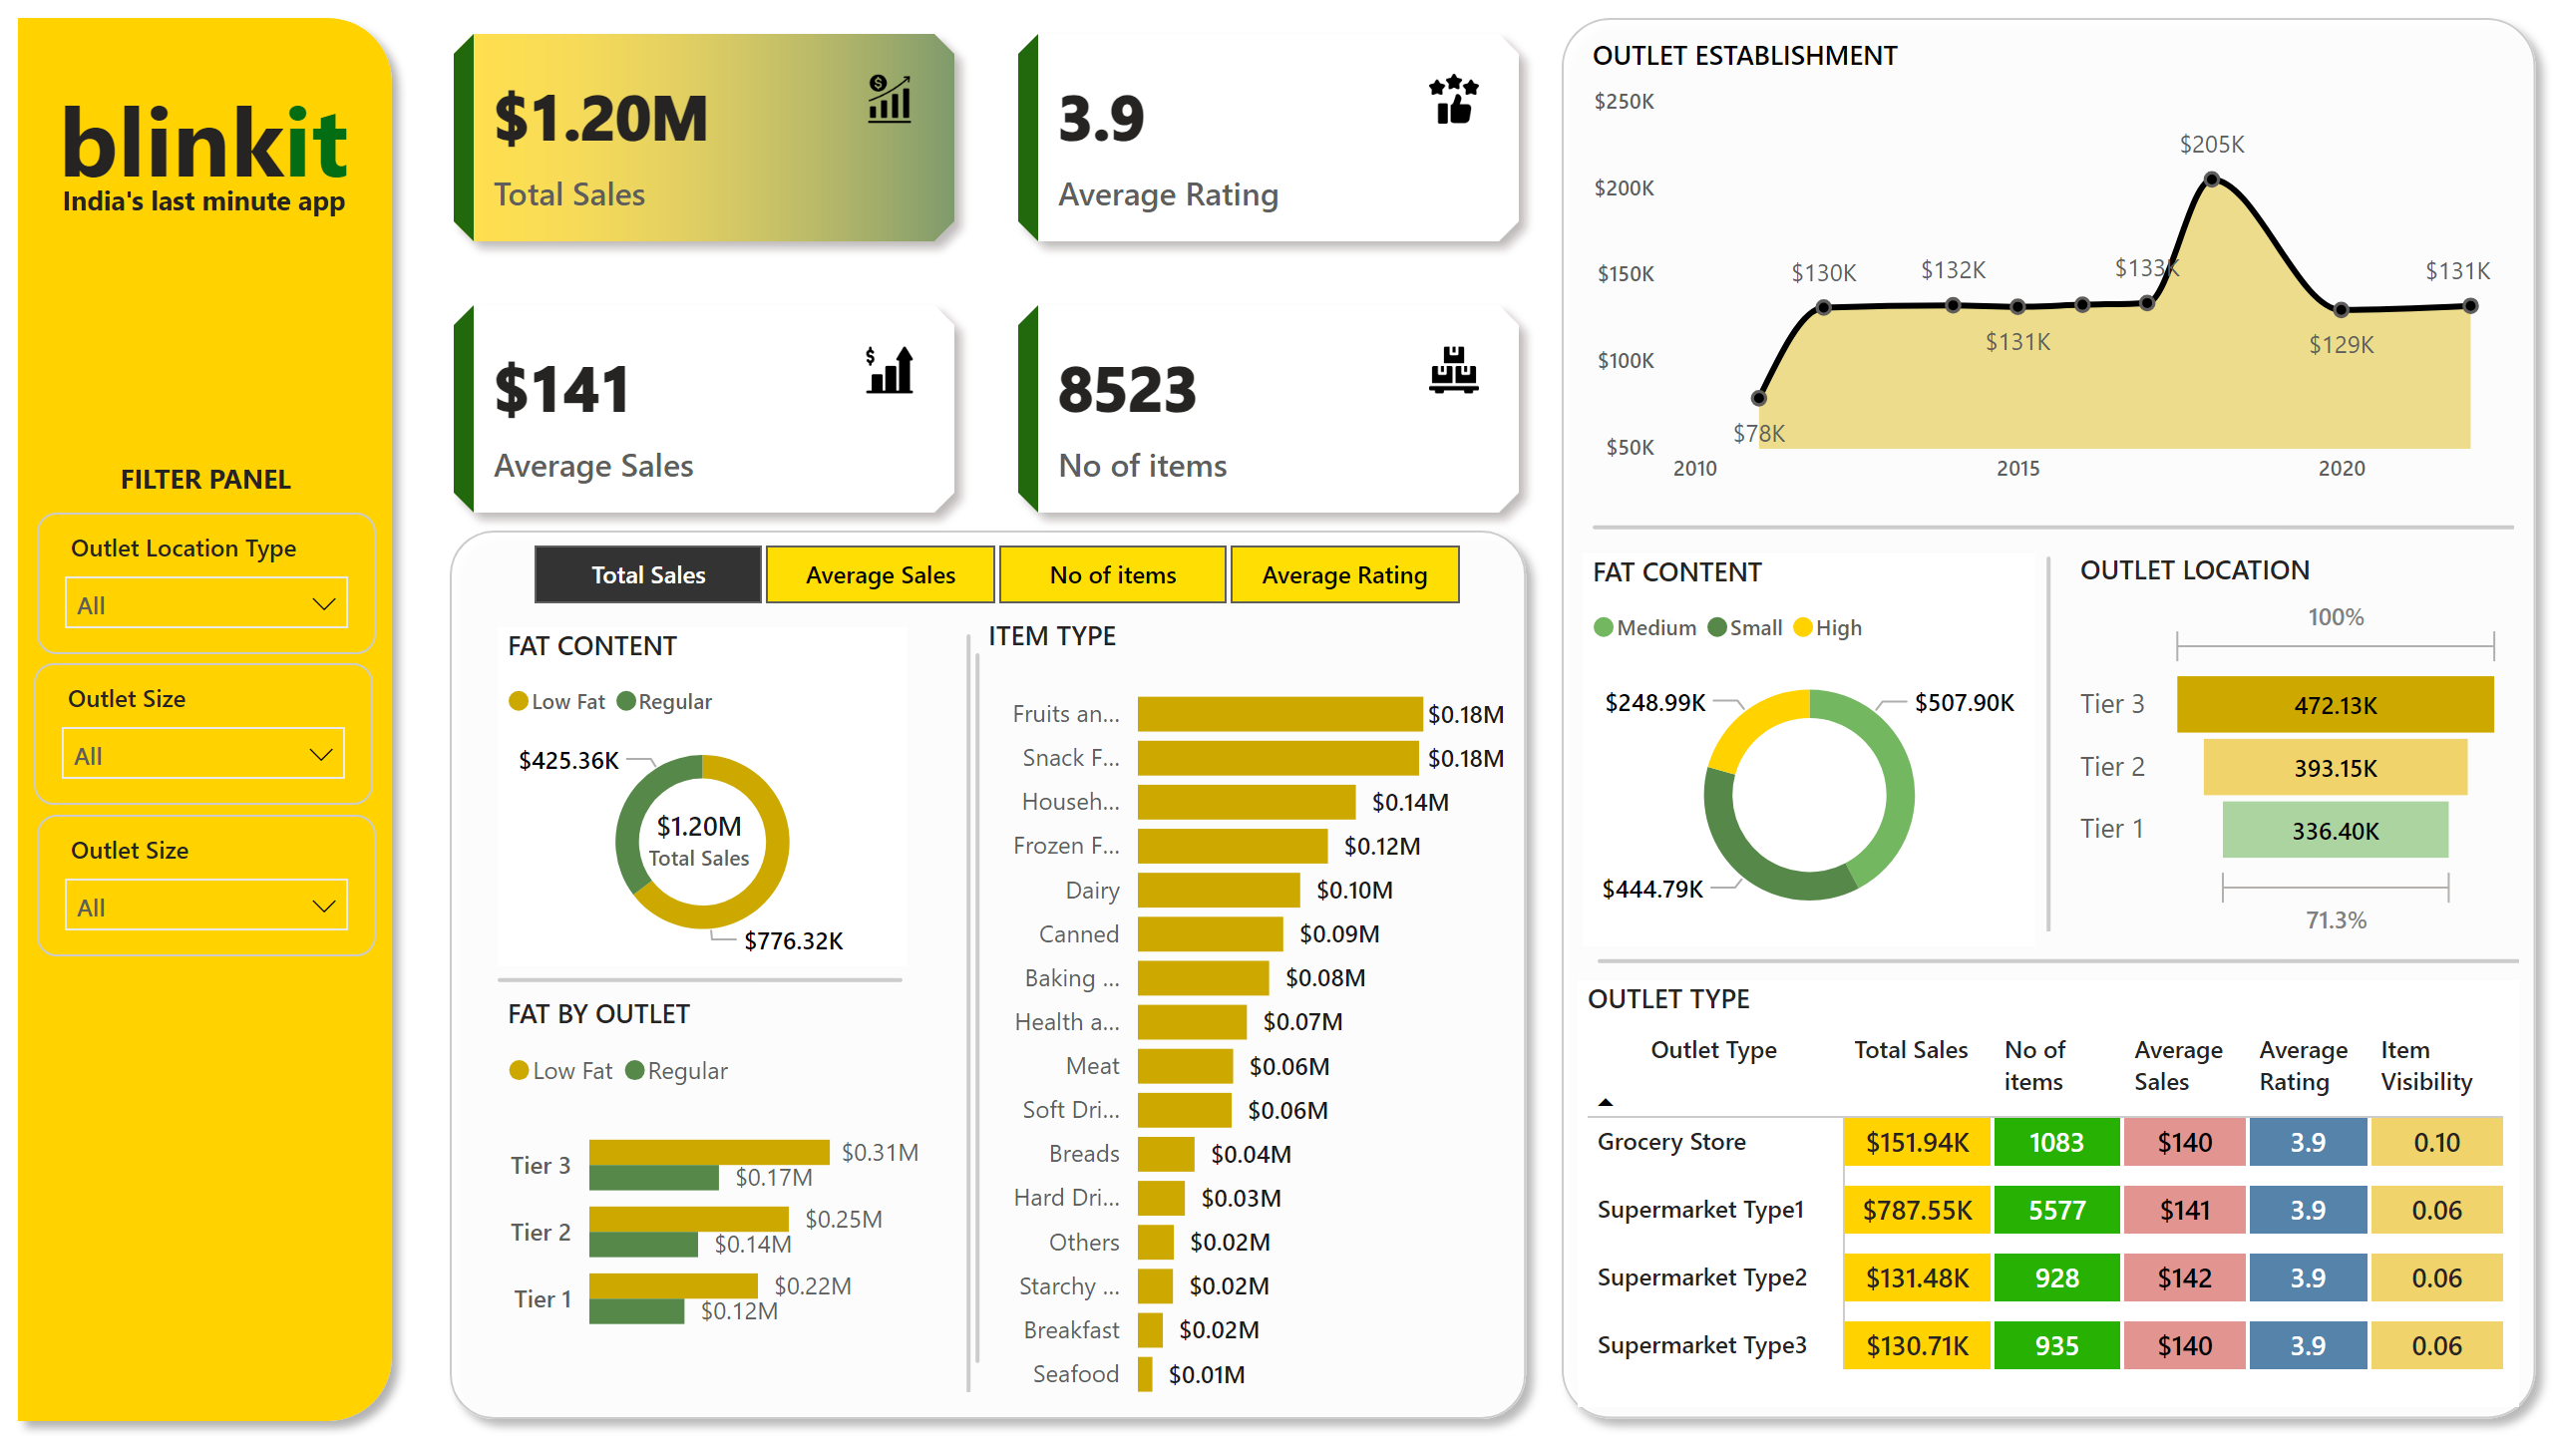 blinkit
India's last minute app
FILTER PANEL
Outlet Location Type
All
Outlet Size
All
Outlet Size
All
$1.20M
Total Sales
3.9
Average Rating
$141
Average Sales
8523
No of items
Total Sales
Average Sales
No of items
Average Rating
FAT CONTENT
Low Fat
Regular
$425.36K
$1.20M
Total Sales
$776.32K
FAT BY OUTLET
Low Fat
Regular
Tier 3
$0.31M
$0.17M
Tier 2
$0.25M
$0.14M
Tier 1
$0.22M
$0.12M
ITEM TYPE
Fruits an... $0.18M
Snack F... $0.18M
Househ... $0.14M
Frozen F... $0.12M
Dairy $0.10M
Canned $0.09M
Baking ... $0.08M
Health a... $0.07M
Meat $0.06M
Soft Dri... $0.06M
Breads $0.04M
Hard Dri... $0.03M
Others $0.02M
Starchy ... $0.02M
Breakfast $0.02M
Seafood $0.01M
OUTLET ESTABLISHMENT
$250K
$200K
$150K
$100K
$50K
$78K
$130K
$132K
$131K
$133K
$205K
$129K
$131K
2010
2015
2020
FAT CONTENT
Medium
Small
High
$248.99K
$507.90K
$444.79K
OUTLET LOCATION
100%
Tier 3 472.13K
Tier 2 393.15K
Tier 1 336.40K
71.3%
OUTLET TYPE
Outlet Type
Total Sales
No of
items
Average
Sales
Average
Rating
Item
Visibility
Grocery Store $151.94K 1083 $140 3.9 0.10
Supermarket Type1 $787.55K 5577 $141 3.9 0.06
Supermarket Type2 $131.48K 928 $142 3.9 0.06
Supermarket Type3 $130.71K 935 $140 3.9 0.06